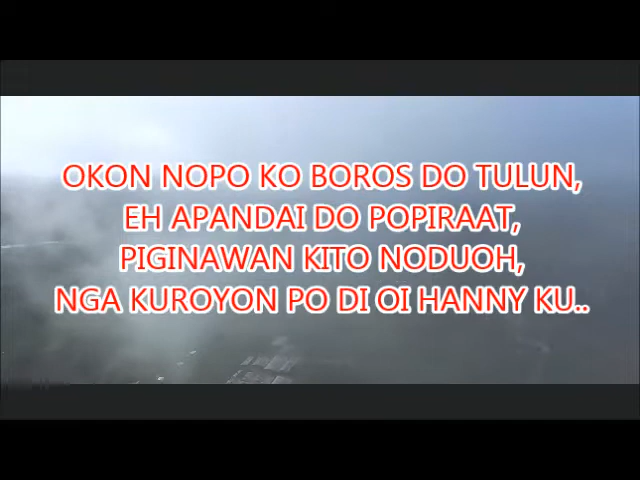 OKON NOPO KO BOROS DO TULUN,
EH APANDAI DO POPIRAAT,
PIGINAWAN KITO NODUOH,
NGA KUROYON PO DI OI HANNY KU..